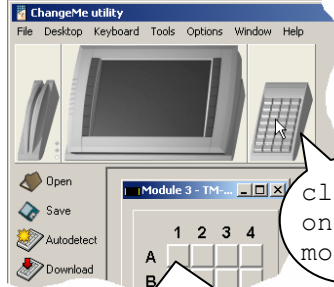 ChangeMe utility
File Desktop Keyboard Tools Options Window Help
Open
Save
Autodetect
Download
Module 3 - TM-...
1 2 3 4
A
B
cl
on
mo